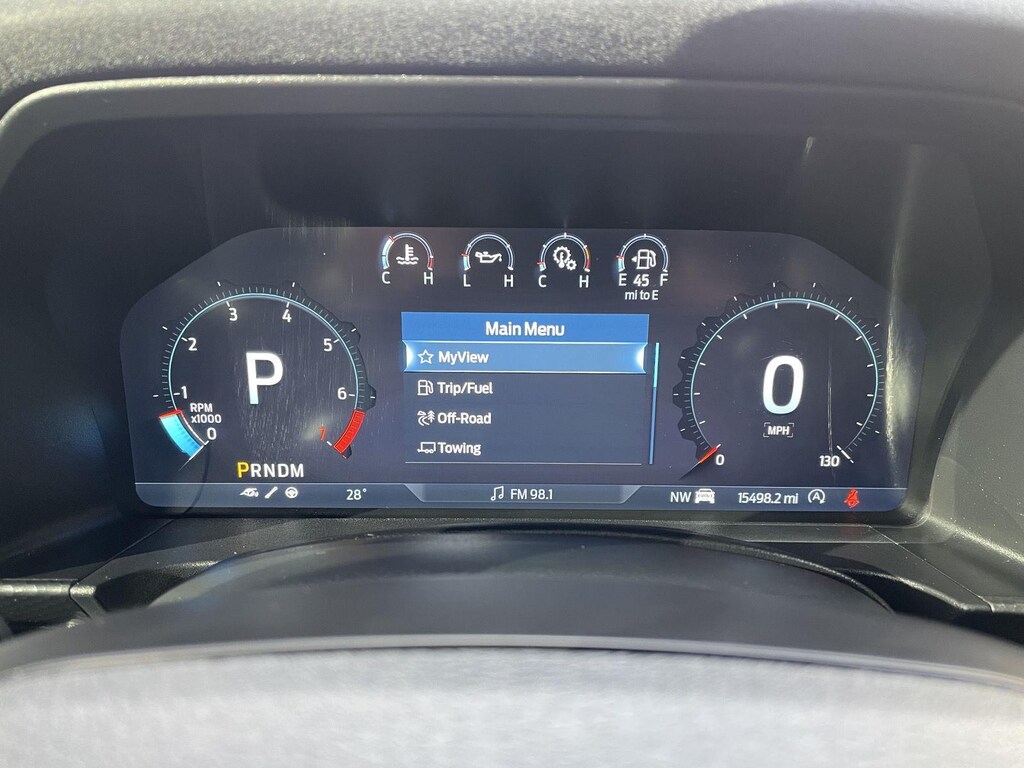 C H
L H
C H
E 45 F
mi to E
Main Menu
MyView
Trip/Fuel
Off-Road
Towing
1 2 3 4 5 6 7
P
RPM
x1000
0
PRNDM
0
MPH
0 130
28°
FM 98.1
NW
15498.2 mi
A